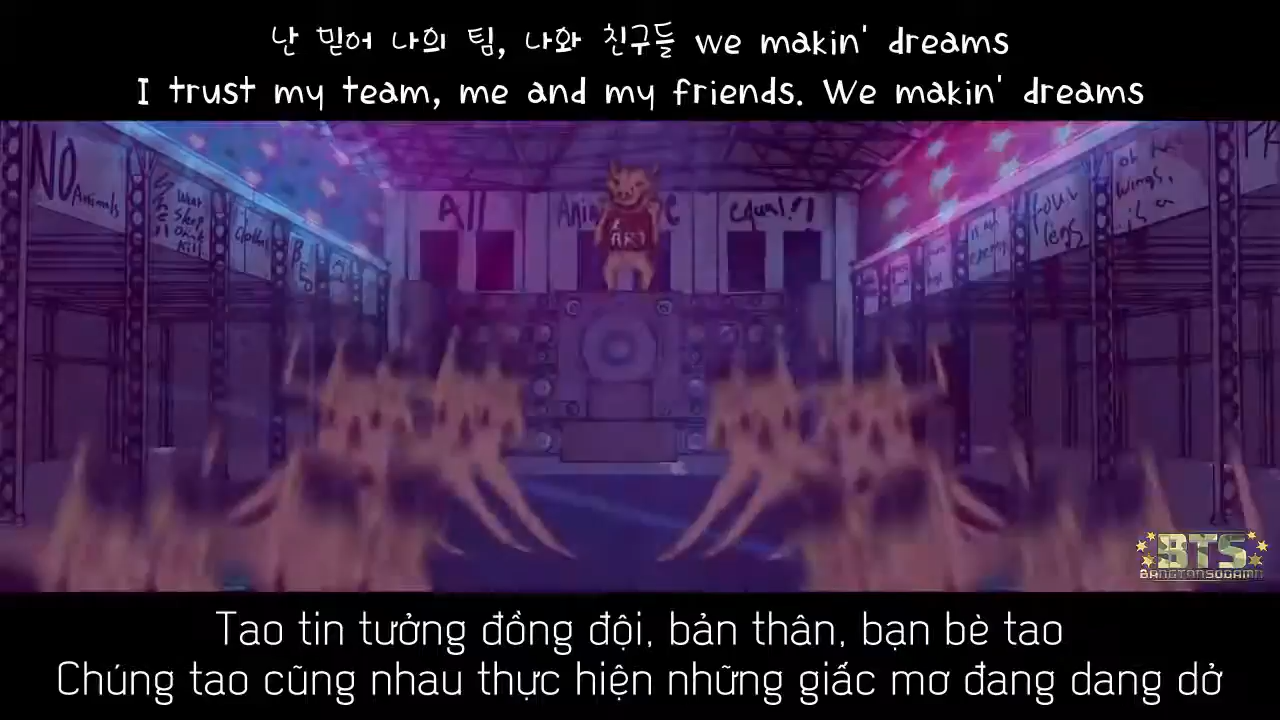 난 믿어 나의 팀, 나와 친구들 we makin' dreams
I trust my team, me and my friends. We makin' dreams
NO Animals
All
equal!
four legs
wings,
is a
BTS
BANGTANSODAMN
Tao tin tưởng đồng đội, bản thân, bạn bè tao
Chúng tao cũng nhau thực hiện những giấc mơ đang dang dở